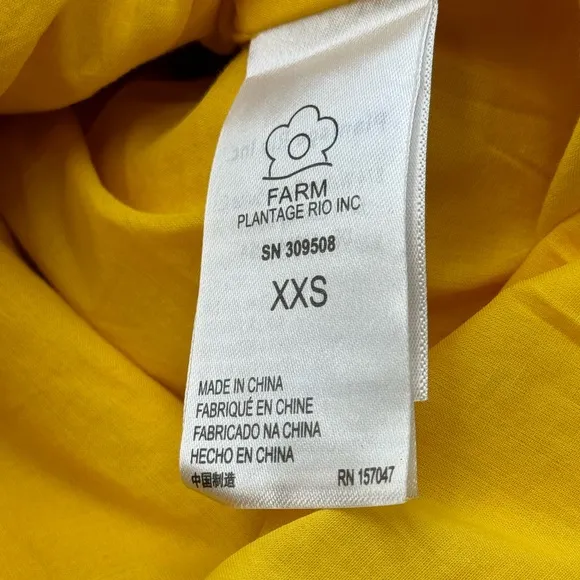 FARM
PLANTAGE RIO INC
SN 309508
XXS
MADE IN CHINA
FABRIQUÉ EN CHINE
FABRICADO NA CHINA
HECHO EN CHINA
中国制造
RN 157047